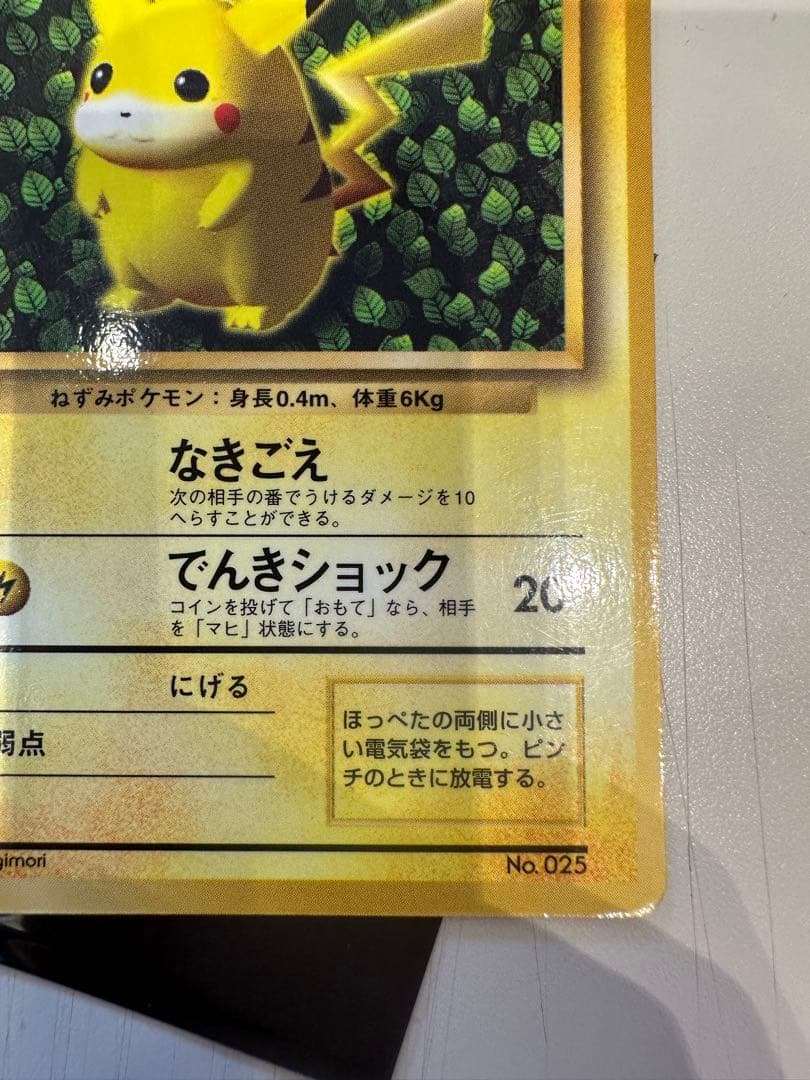 ねずみポケモン：身長0.4m、体重6Kg
なきごえ
次の相手の番でうけるダメージを10
へらすことができる。
でんきショック 20
コインを投げて「おもて」なら、相手
を「マヒ」状態にする。
にげる
ほっぺたの両側に小さ
い電気袋をもつ。ピン
チのときに放電する。
弱点
gimori No. 025